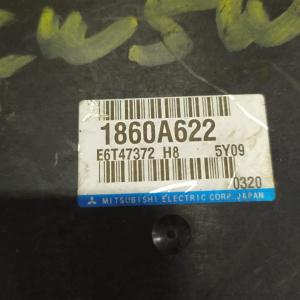 1860A622
E6T47372 H8 5Y09
0320
MITSUBISHI ELECTRIC CORP. JAPAN